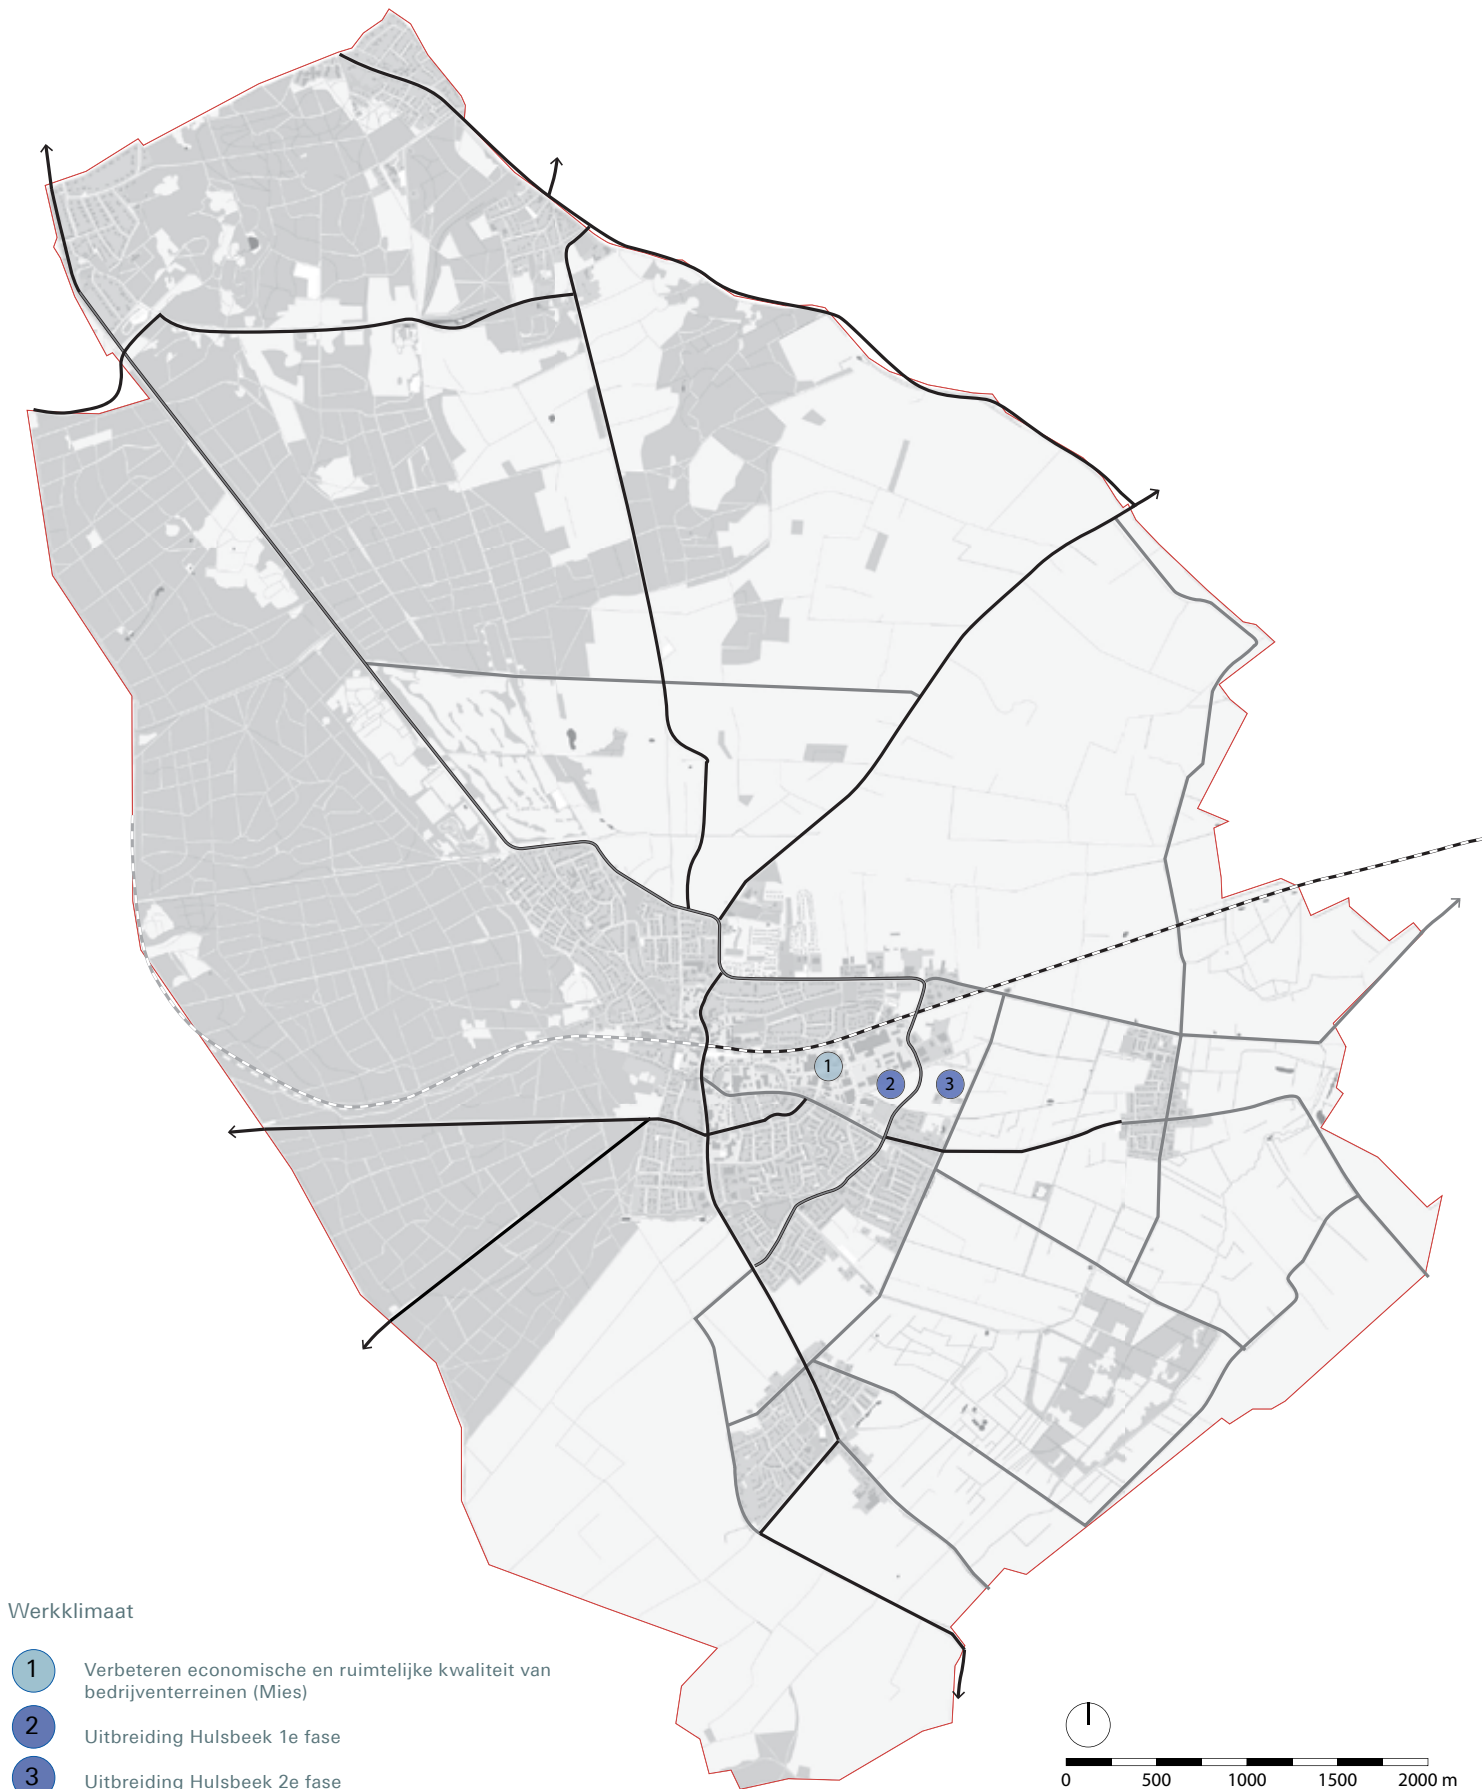 1
2
3
Werkklimaat
1
Verbeteren economische en ruimtelijke kwaliteit van
bedrijventerreinen (Mies)
2
Uitbreiding Hulsbeek 1e fase
3
Uitbreiding Hulsbeek 2e fase
0 500 1000 1500 2000 m